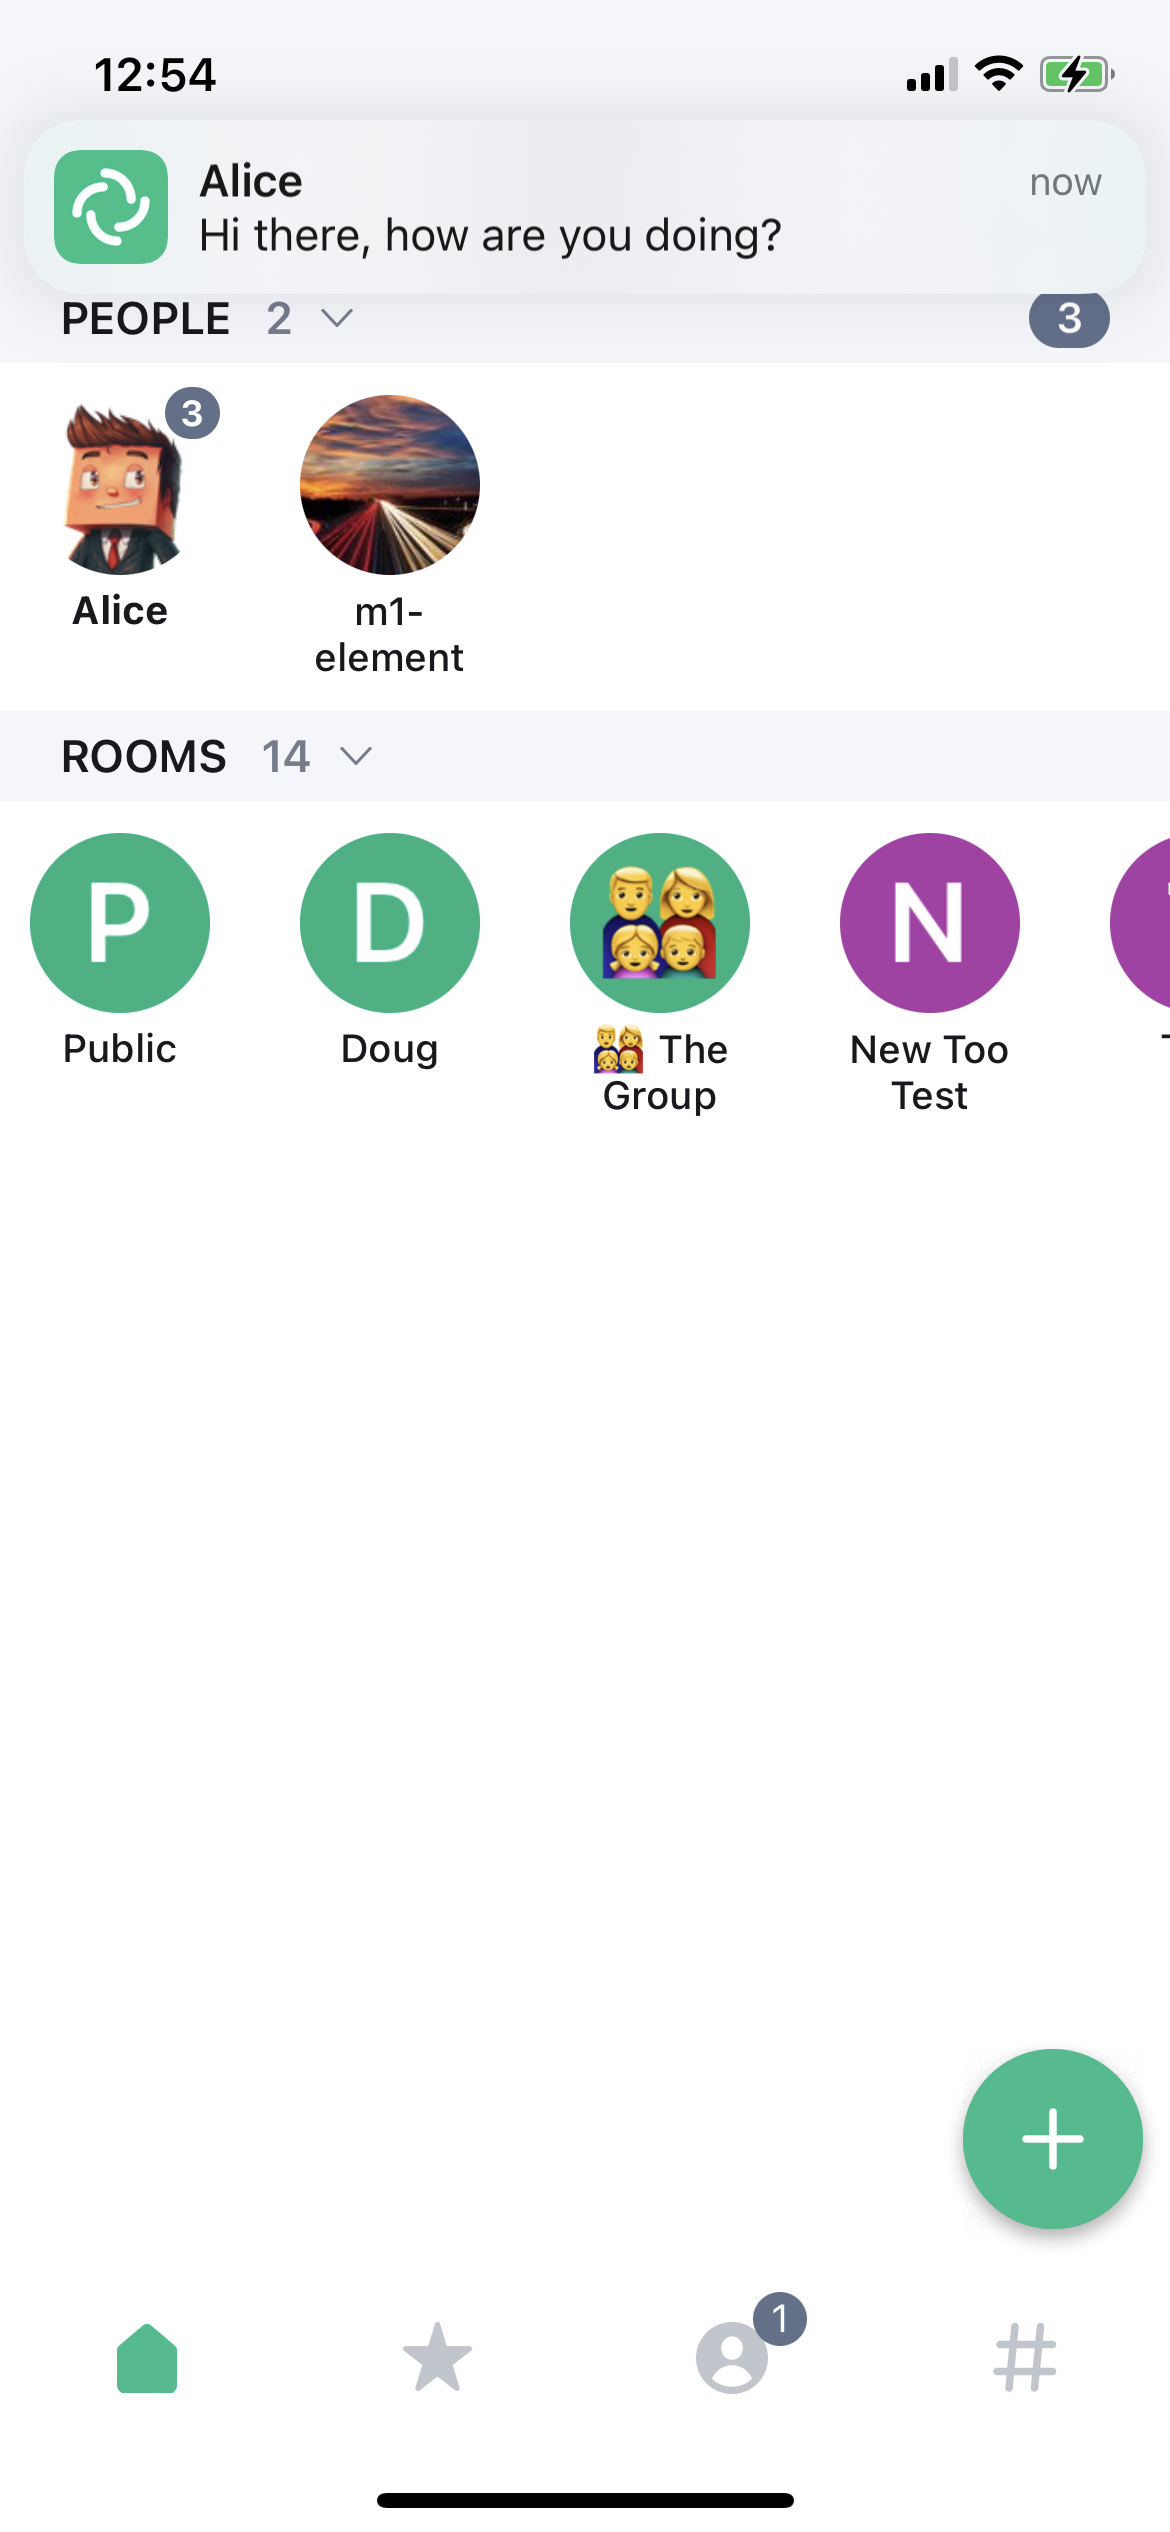 12:54
Alice
now
Hi there, how are you doing?
PEOPLE 2
3
3
Alice
m1-
element
ROOMS 14
P
D
N
Public
Doug
👨‍👩‍👧‍👦 The
Group
New Too
Test
1